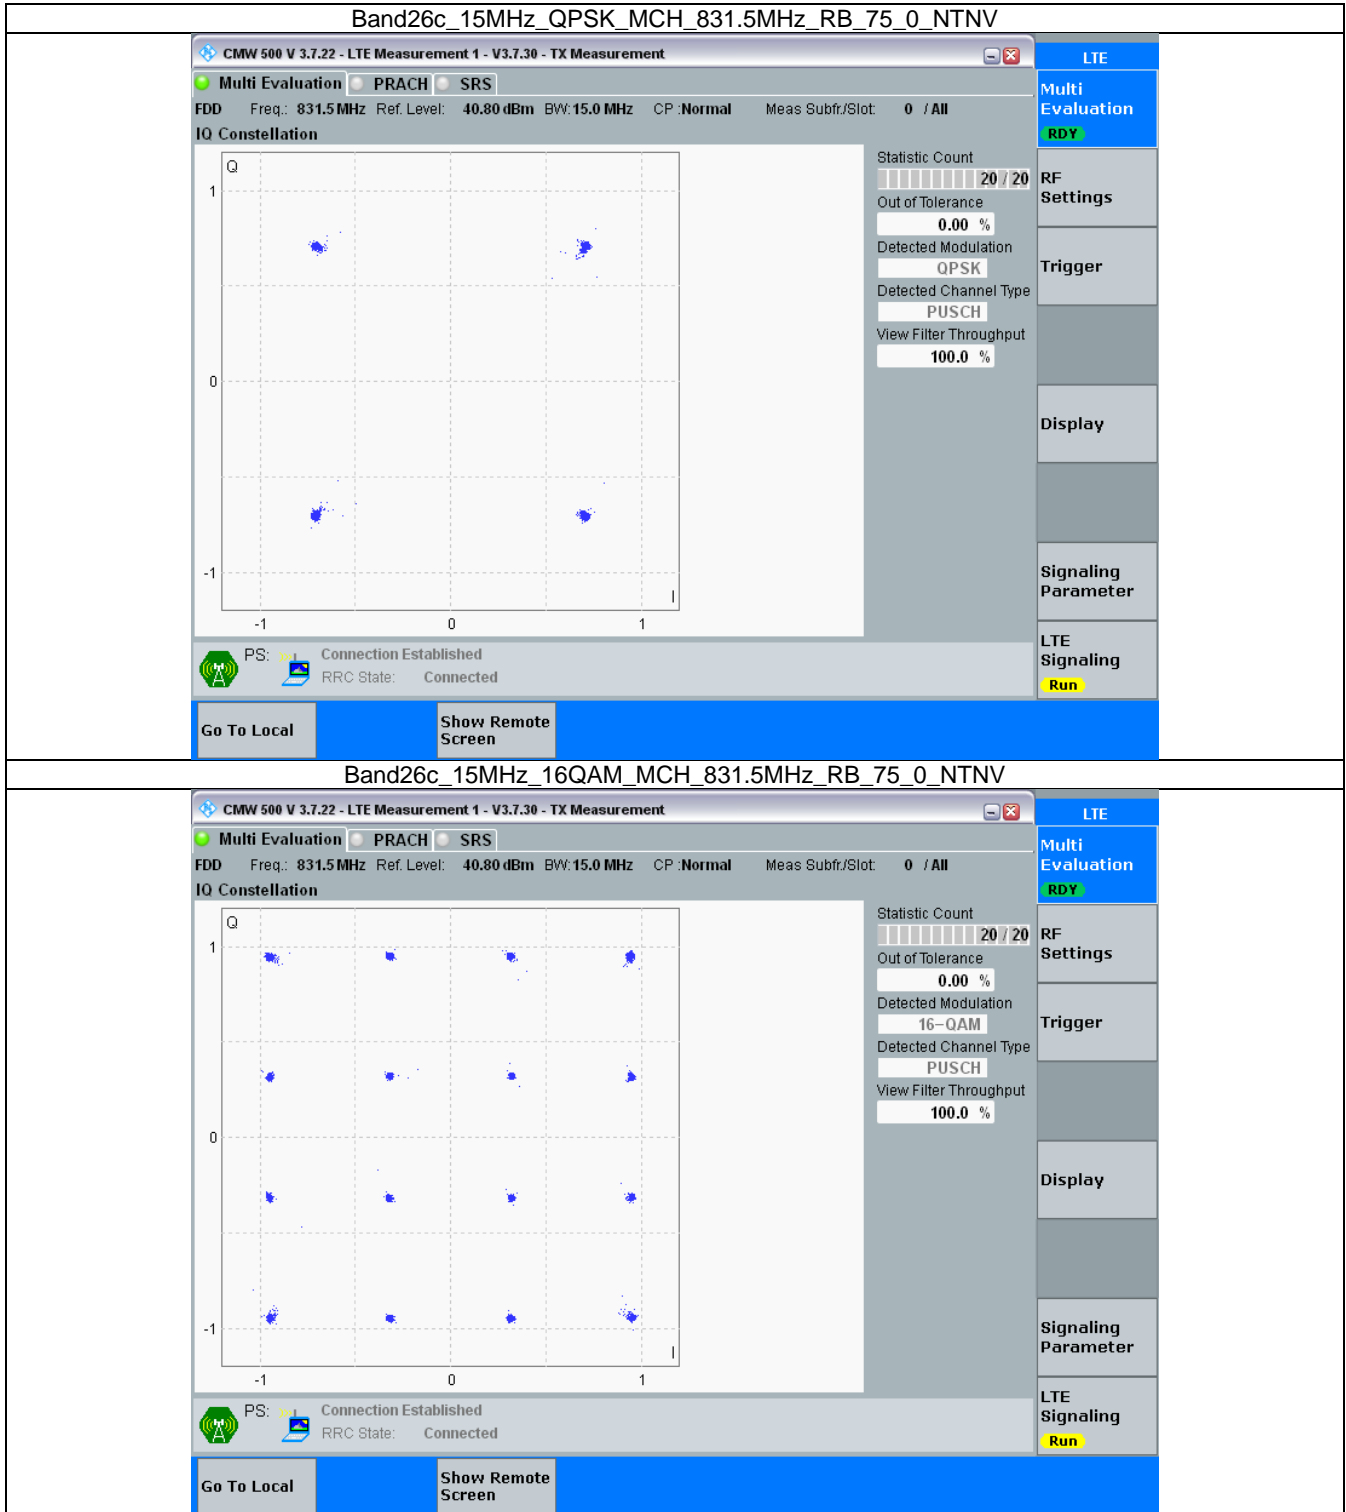 Band26c_15MHz_QPSK_MCH_831.5MHz_RB_75_0_NTNV
CMW 500 V 3.7.22 - LTE Measurement 1 - V3.7.30 - TX Measurement
LTE
Multi Evaluation PRACH SRS
Multi
Evaluation
RDY
FDD Freq.: 831.5 MHz Ref. Level: 40.80 dBm BW: 15.0 MHz CP :Normal Meas Subfr./Slot: 0 / All
IQ Constellation
Q
1
0
-1
I
-1 0 1
Statistic Count
20 / 20
Out of Tolerance
0.00 %
Detected Modulation
QPSK
Detected Channel Type
PUSCH
View Filter Throughput
100.0 %
RF
Settings
Trigger
Display
Signaling
Parameter
LTE
Signaling
Run
PS: Connection Established
RRC State: Connected
Go To Local
Show Remote
Screen
Band26c_15MHz_16QAM_MCH_831.5MHz_RB_75_0_NTNV
CMW 500 V 3.7.22 - LTE Measurement 1 - V3.7.30 - TX Measurement
LTE
Multi Evaluation PRACH SRS
Multi
Evaluation
RDY
FDD Freq.: 831.5 MHz Ref. Level: 40.80 dBm BW: 15.0 MHz CP :Normal Meas Subfr./Slot: 0 / All
IQ Constellation
Q
1
0
-1
I
-1 0 1
Statistic Count
20 / 20
Out of Tolerance
0.00 %
Detected Modulation
16-QAM
Detected Channel Type
PUSCH
View Filter Throughput
100.0 %
RF
Settings
Trigger
Display
Signaling
Parameter
LTE
Signaling
Run
PS: Connection Established
RRC State: Connected
Go To Local
Show Remote
Screen